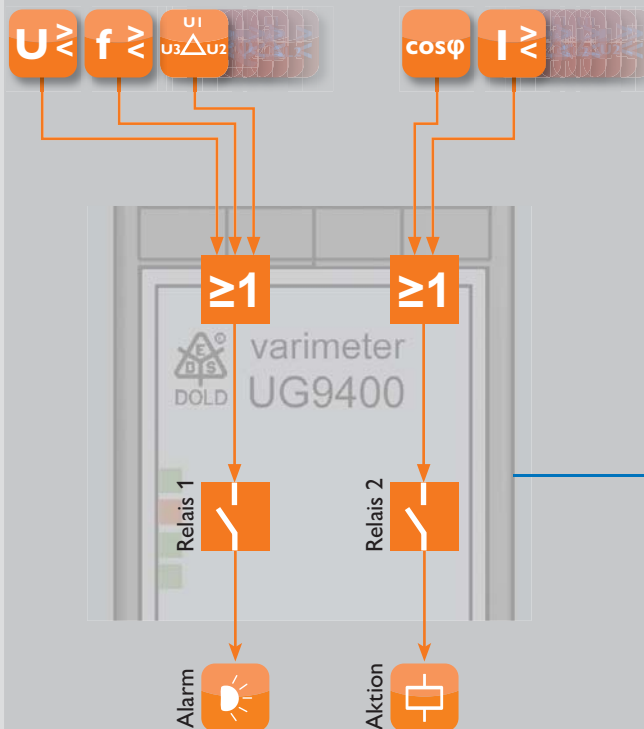 U ><
f ><
U1
U3 U2
cosφ
I ><
≥1
≥1
E
D S
DOLD
varimeter
UG9400
Relais 1
Relais 2
Alarm
Aktion